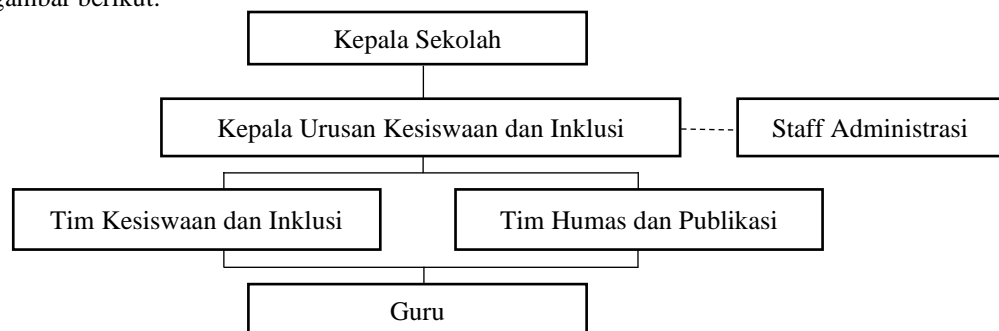 gambar berikut.
Kepala Sekolah
Kepala Urusan Kesiswaan dan Inklusi
Staff Administrasi
Tim Kesiswaan dan Inklusi
Tim Humas dan Publikasi
Guru